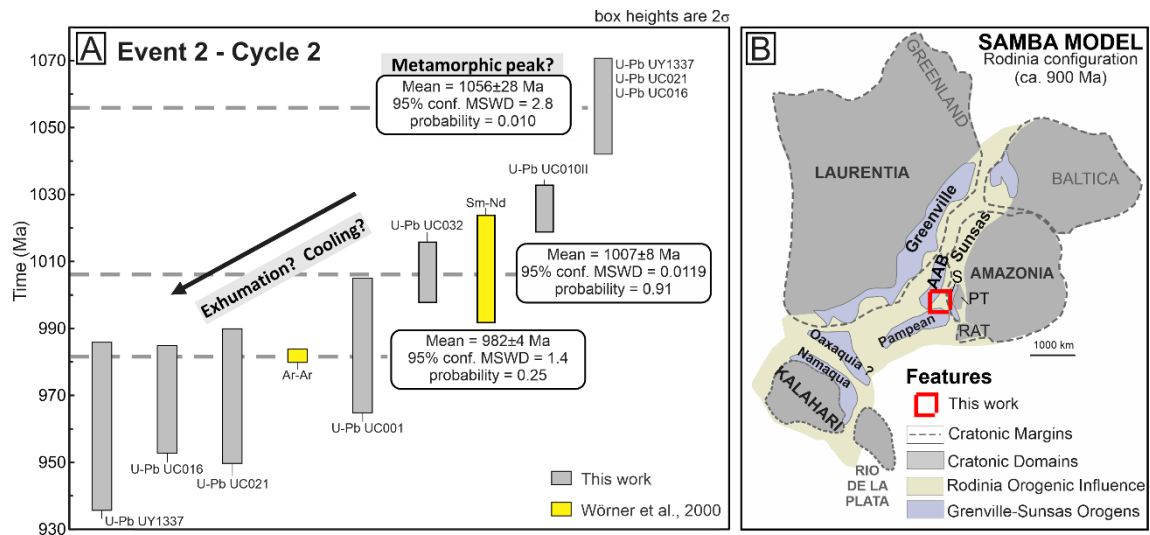 box heights are 2σ
A
Event 2 - Cycle 2
1070
1050
1030
1010
990
970
950
930
Time (Ma)
Metamorphic peak?
Mean = 1056±28 Ma
95% conf. MSWD = 2.8
probability = 0.010
U-Pb UY1337
U-Pb UC021
U-Pb UC016
U-Pb UC010II
Sm-Nd
U-Pb UC032
Exhumation? Cooling?
Mean = 1007±8 Ma
95% conf. MSWD = 0.0119
probability = 0.91
Mean = 982±4 Ma
95% conf. MSWD = 1.4
probability = 0.25
Ar-Ar
U-Pb UC001
U-Pb UC016
U-Pb UC021
U-Pb UY1337
This work
Wörner et al., 2000
B
SAMBA MODEL
Rodinia configuration
(ca. 900 Ma)
GREENLAND
LAURENTIA
BALTICA
Greenville
Sunsas
AAB
S
AMAZONIA
PT
RAT
Pampean
Oaxaquia ?
Namaqua
KALAHARI
RIO
DE LA
PLATA
1000 km
Features
This work
Cratonic Margins
Cratonic Domains
Rodinia Orogenic Influence
Grenville-Sunsas Orogens